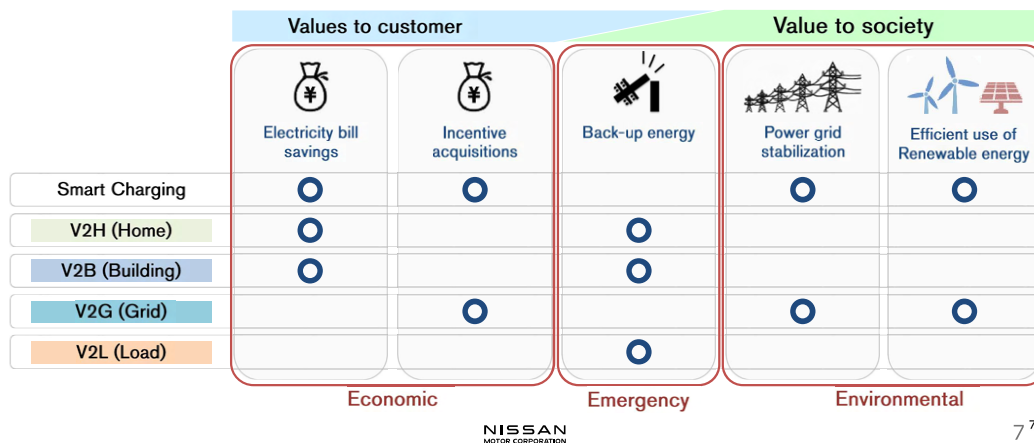 Values to customer
Value to society
¥
¥
Electricity bill
savings
Incentive
acquisitions
Back-up energy
Power grid
stabilization
Efficient use of
Renewable energy
Smart Charging
V2H (Home)
V2B (Building)
V2G (Grid)
V2L (Load)
Economic
Emergency
Environmental
NISSAN
MOTOR CORPORATION
7 7